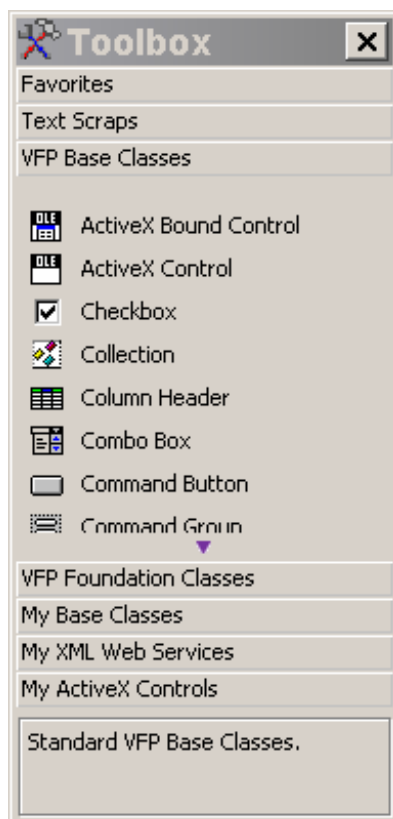 Toolbox
Favorites
Text Scraps
VFP Base Classes
OLE ActiveX Bound Control
OLE ActiveX Control
Checkbox
Collection
Column Header
Combo Box
Command Button
Command Group
VFP Foundation Classes
My Base Classes
My XML Web Services
My ActiveX Controls
Standard VFP Base Classes.